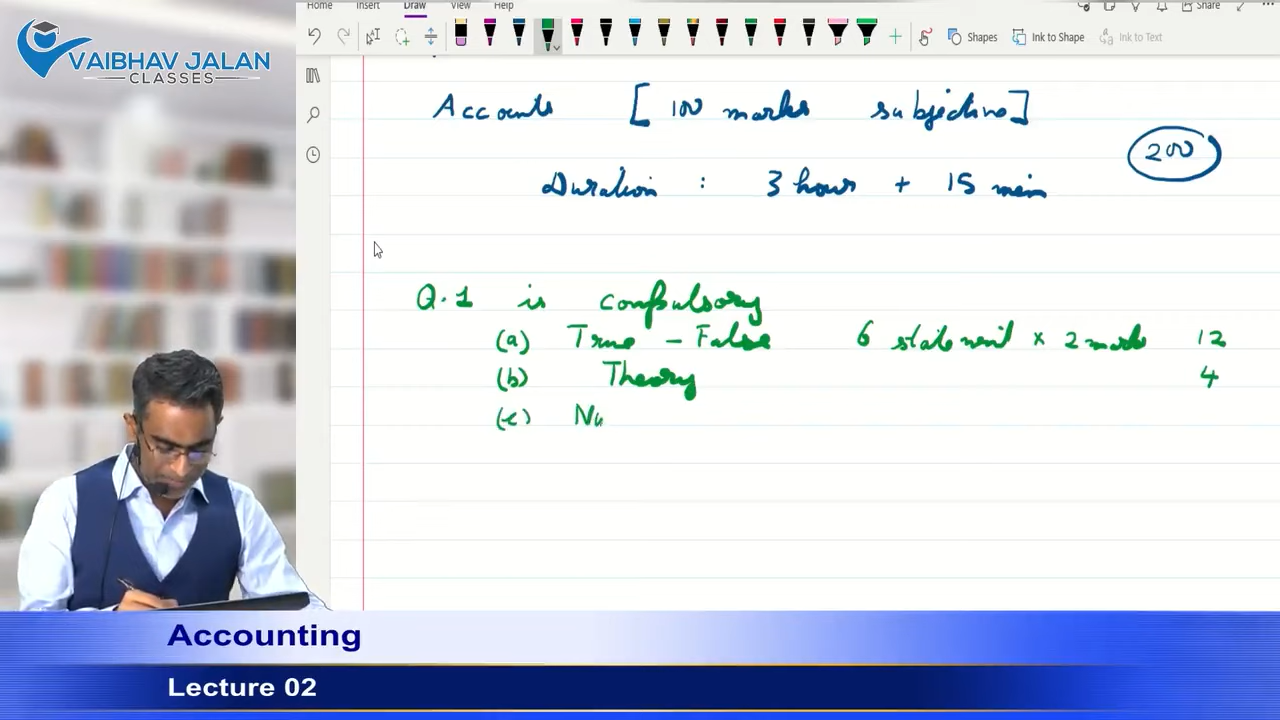 Home Insert Draw View Help Share
VAIBHAV JALAN
CLASSES
Shapes Ink to Shape Ink to Text
Accounts [100 marks subjective]
200
Duration : 3 hours + 15 min
Q.1 is compulsory
(a) True - False 6 statement x 2 marks 12
(b) Theory 4
(c) Nu
Accounting
Lecture 02